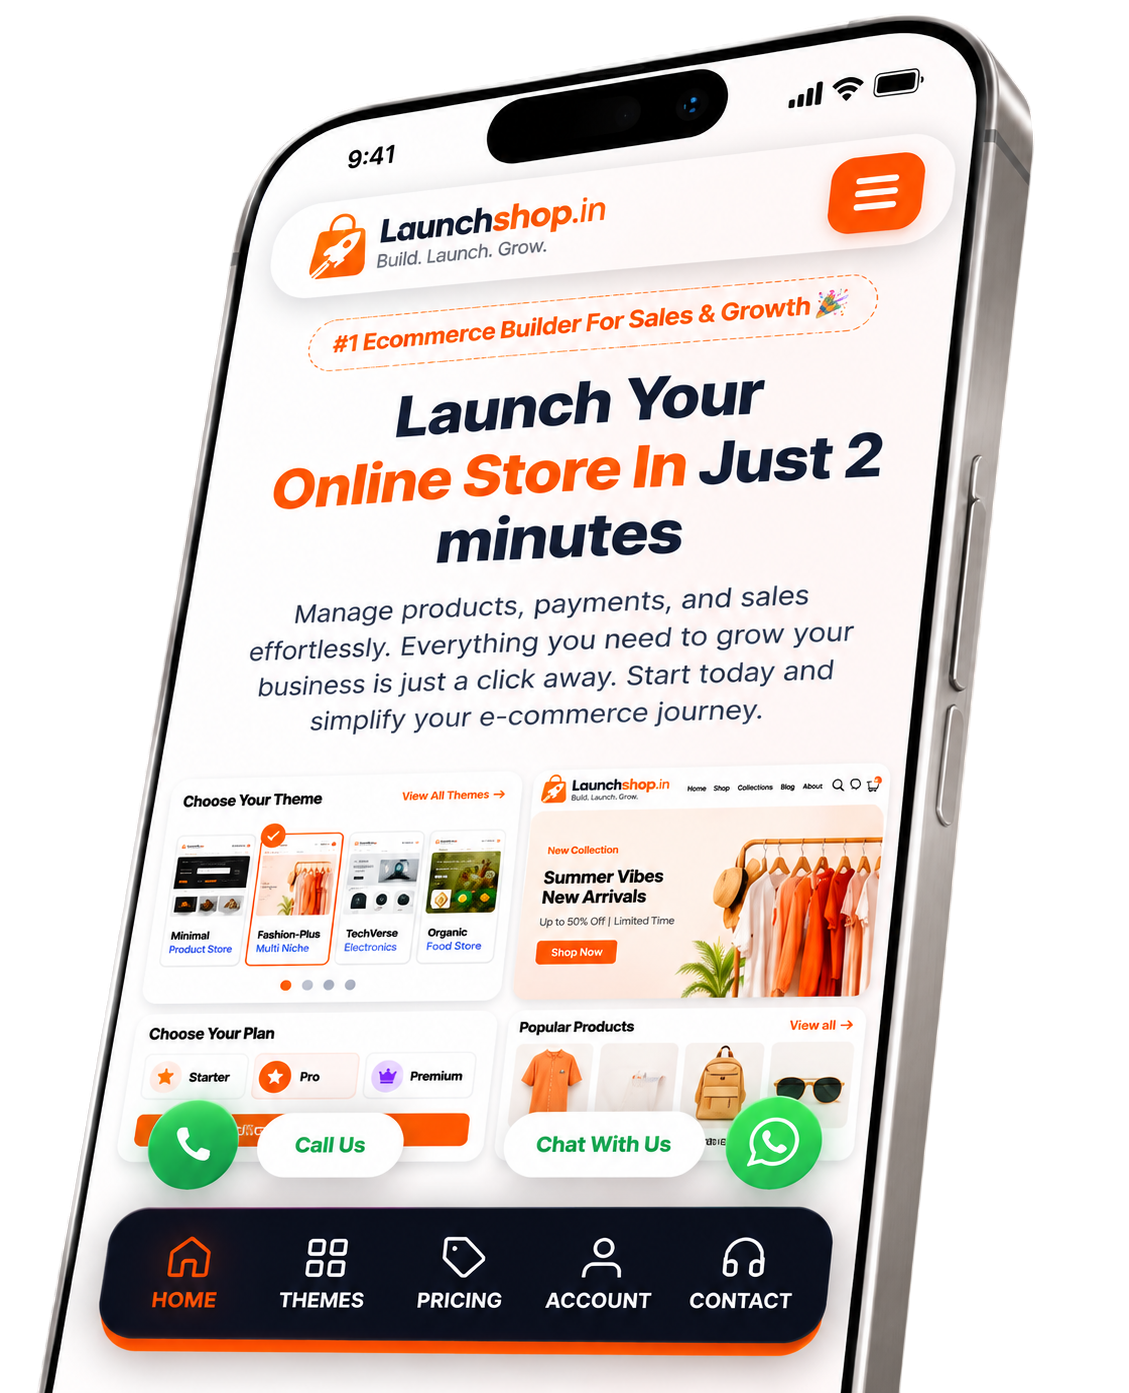 9:41
Launchshop.in
Build. Launch. Grow.
#1 Ecommerce Builder For Sales & Growth
Launch Your
Online Store In Just 2
minutes
Manage products, payments, and sales
effortlessly. Everything you need to grow your
business is just a click away. Start today and
simplify your e-commerce journey.
Choose Your Theme
View All Themes →
Minimal
Product Store
Fashion-Plus
Multi Niche
TechVerse
Electronics
Organic
Food Store
Launchshop.in
Build. Launch. Grow.
Home Shop Collections Blog About
New Collection
Summer Vibes
New Arrivals
Up to 50% Off | Limited Time
Shop Now
Choose Your Plan
Starter
Pro
Premium
Popular Products
View all →
Call Us
Chat With Us
HOME
THEMES
PRICING
ACCOUNT
CONTACT